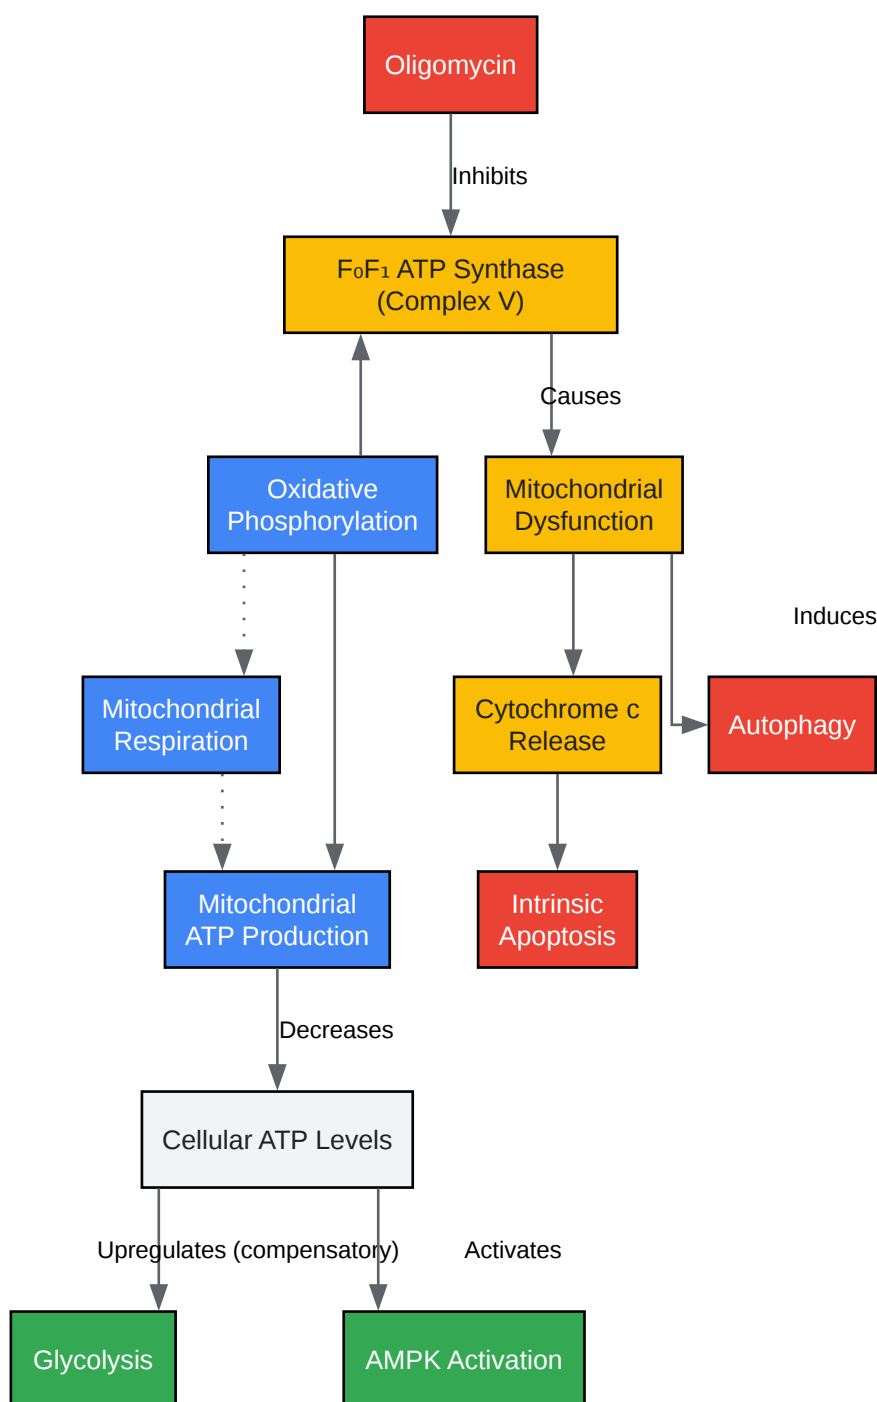 Oligomycin
Inhibits
F₀F₁ ATP Synthase
(Complex V)
Causes
Oxidative
Phosphorylation
Mitochondrial
Dysfunction
Induces
Mitochondrial
Respiration
Cytochrome c
Release
Autophagy
Mitochondrial
ATP Production
Intrinsic
Apoptosis
Decreases
Cellular ATP Levels
Upregulates (compensatory)
Activates
Glycolysis
AMPK Activation